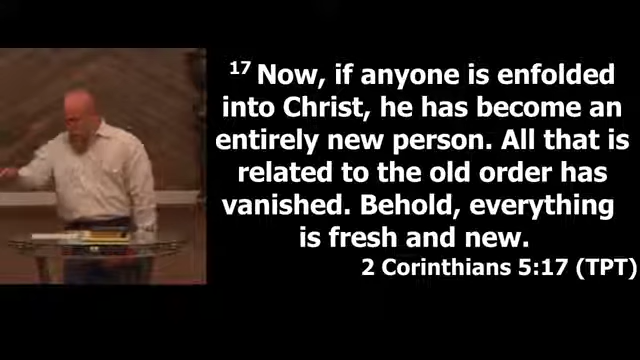 17 Now, if anyone is enfolded
into Christ, he has become an
entirely new person. All that is
related to the old order has
vanished. Behold, everything
is fresh and new.
2 Corinthians 5:17 (TPT)